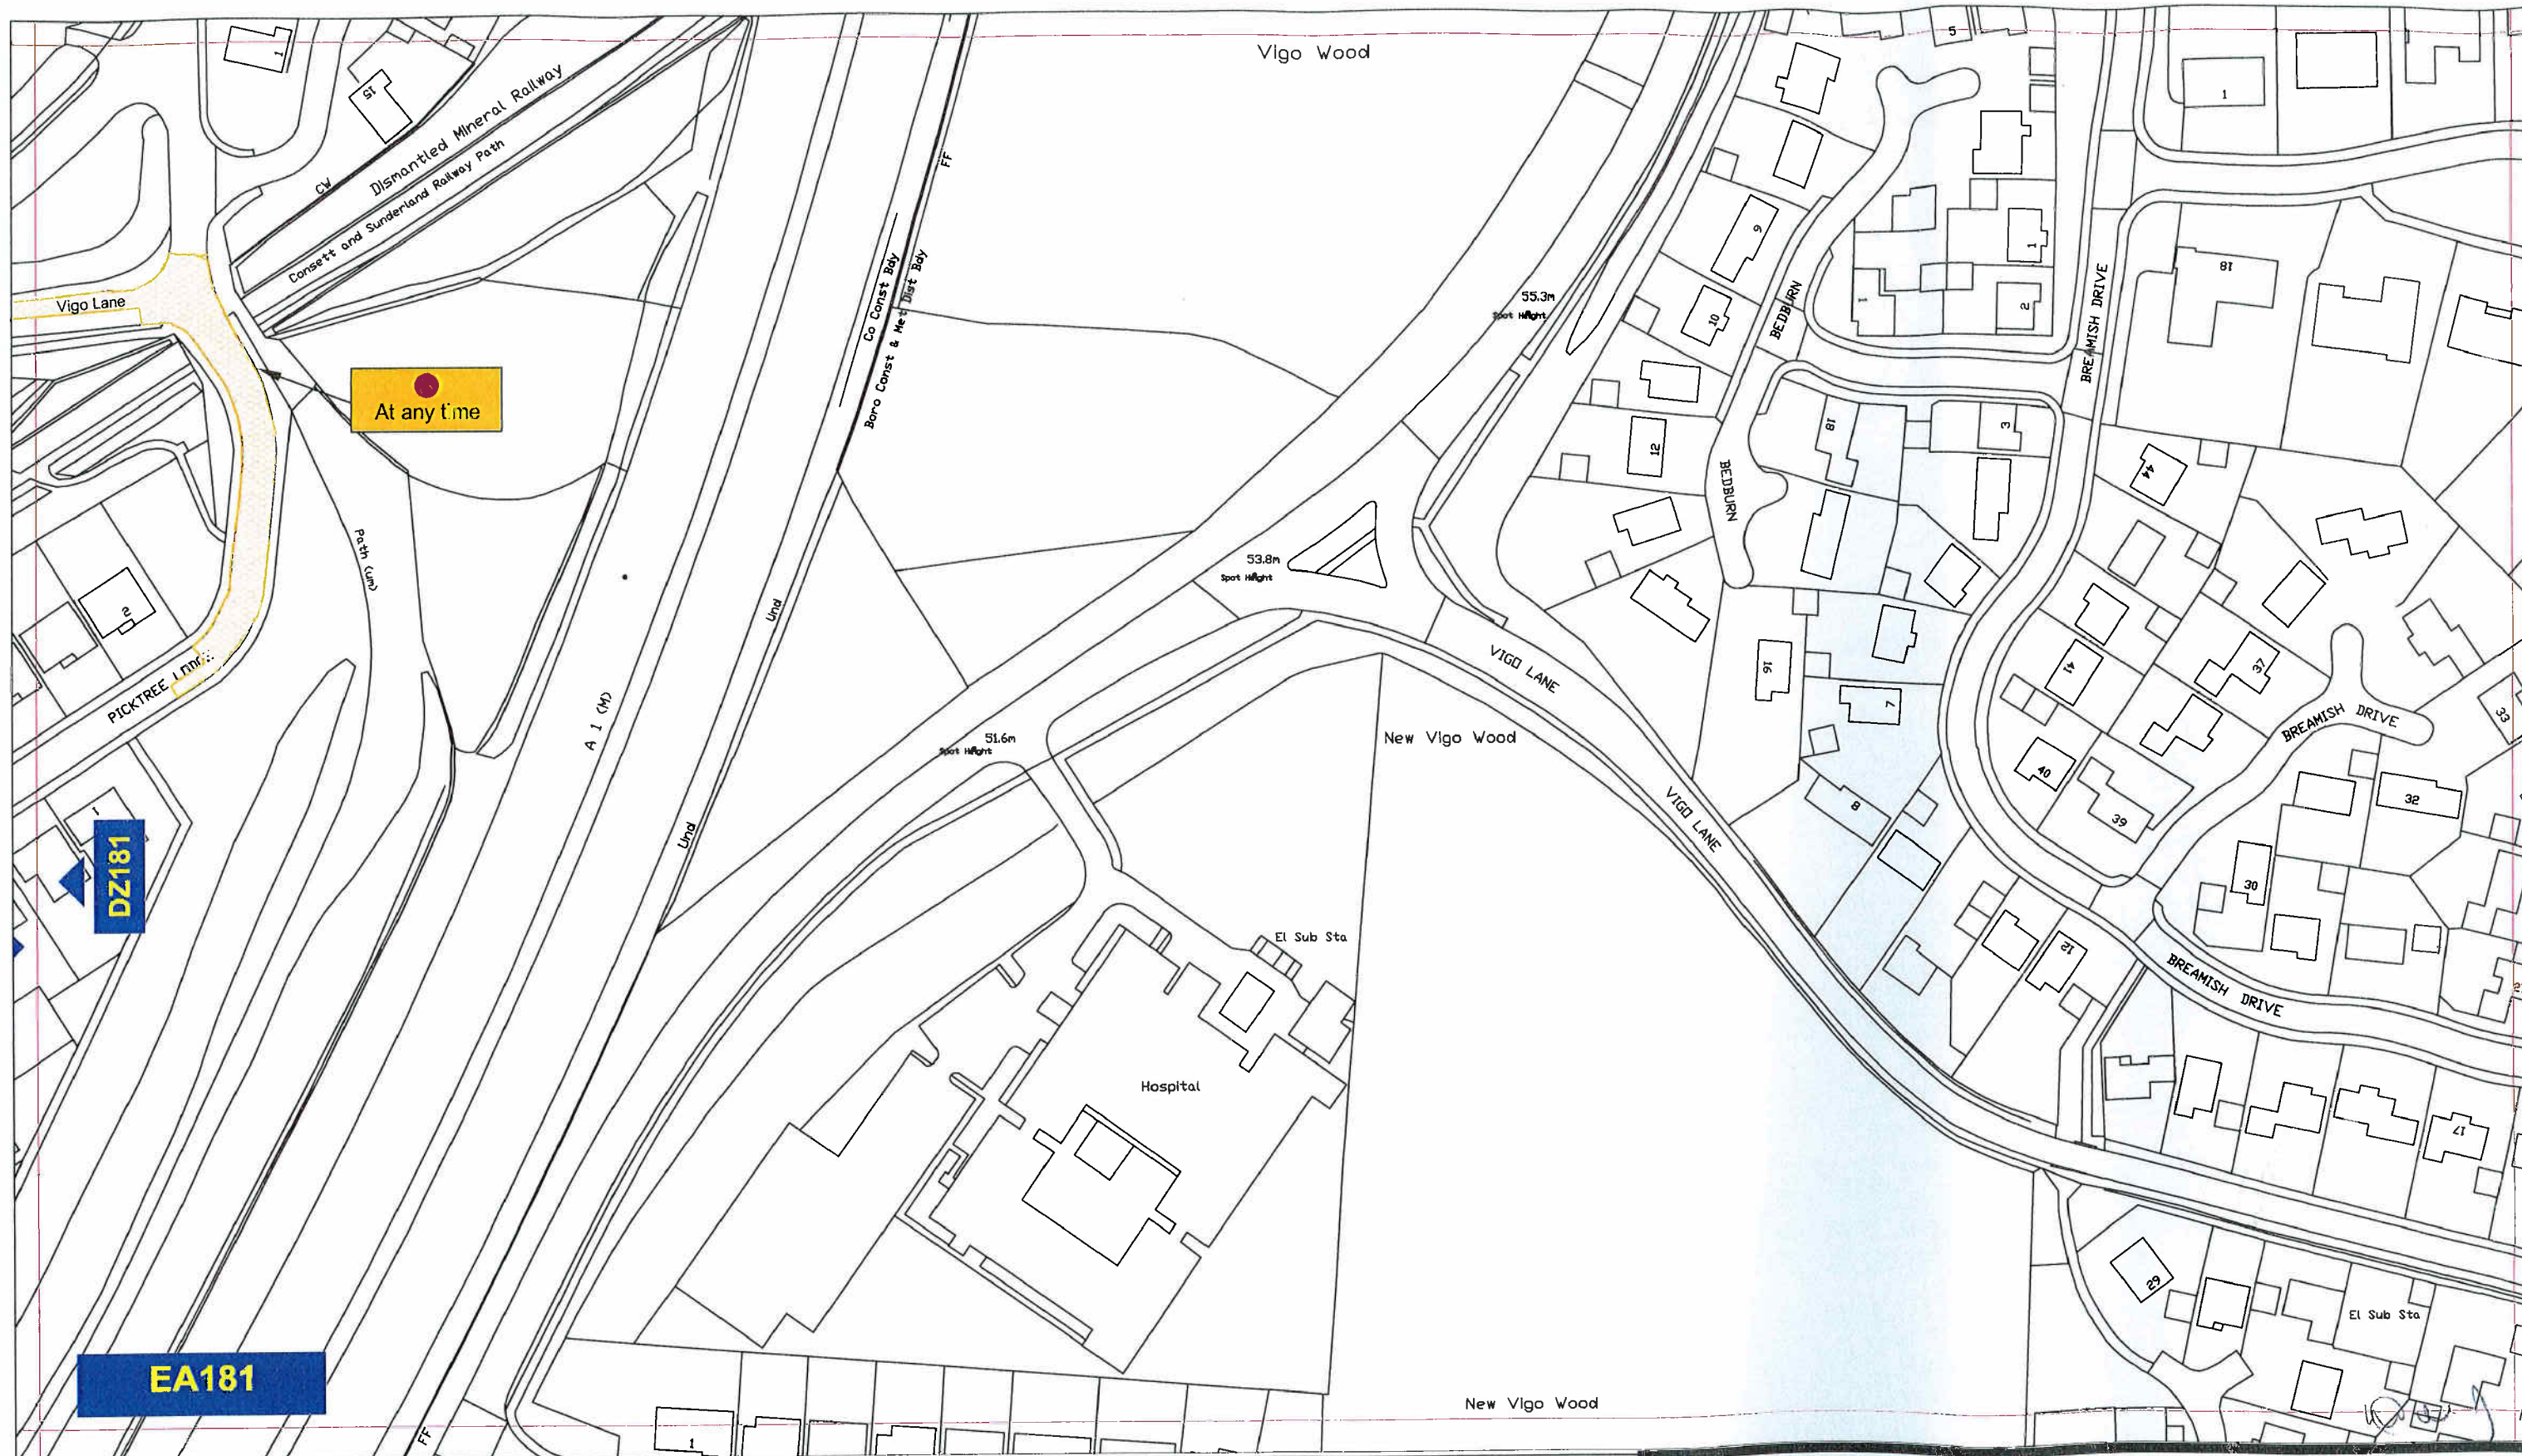 Vigo Wood
1
15
5
1
Dismantled Mineral Railway
CW
Consett and Sunderland Railway Path
FF
Co Const Bdy
Boro Const & Met Dist Bdy
Vigo Lane
At any time
55.3m
Spot Height
9
10
BEDBURN
1
1
2
BREAMISH DRIVE
18
12
18
3
44
BEDBURN
Path (um)
53.8m
Spot Height
Und
2
PICKTREE LODGE
VIGO LANE
16
7
41
37
33
BREAMISH DRIVE
A 1 (M)
51.6m
Spot Height
New Vigo Wood
VIGO LANE
8
40
39
32
30
1
DZ181
Und
El Sub Sta
12
BREAMISH DRIVE
Hospital
17
29
El Sub Sta
EA181
New Vigo Wood
FF
1